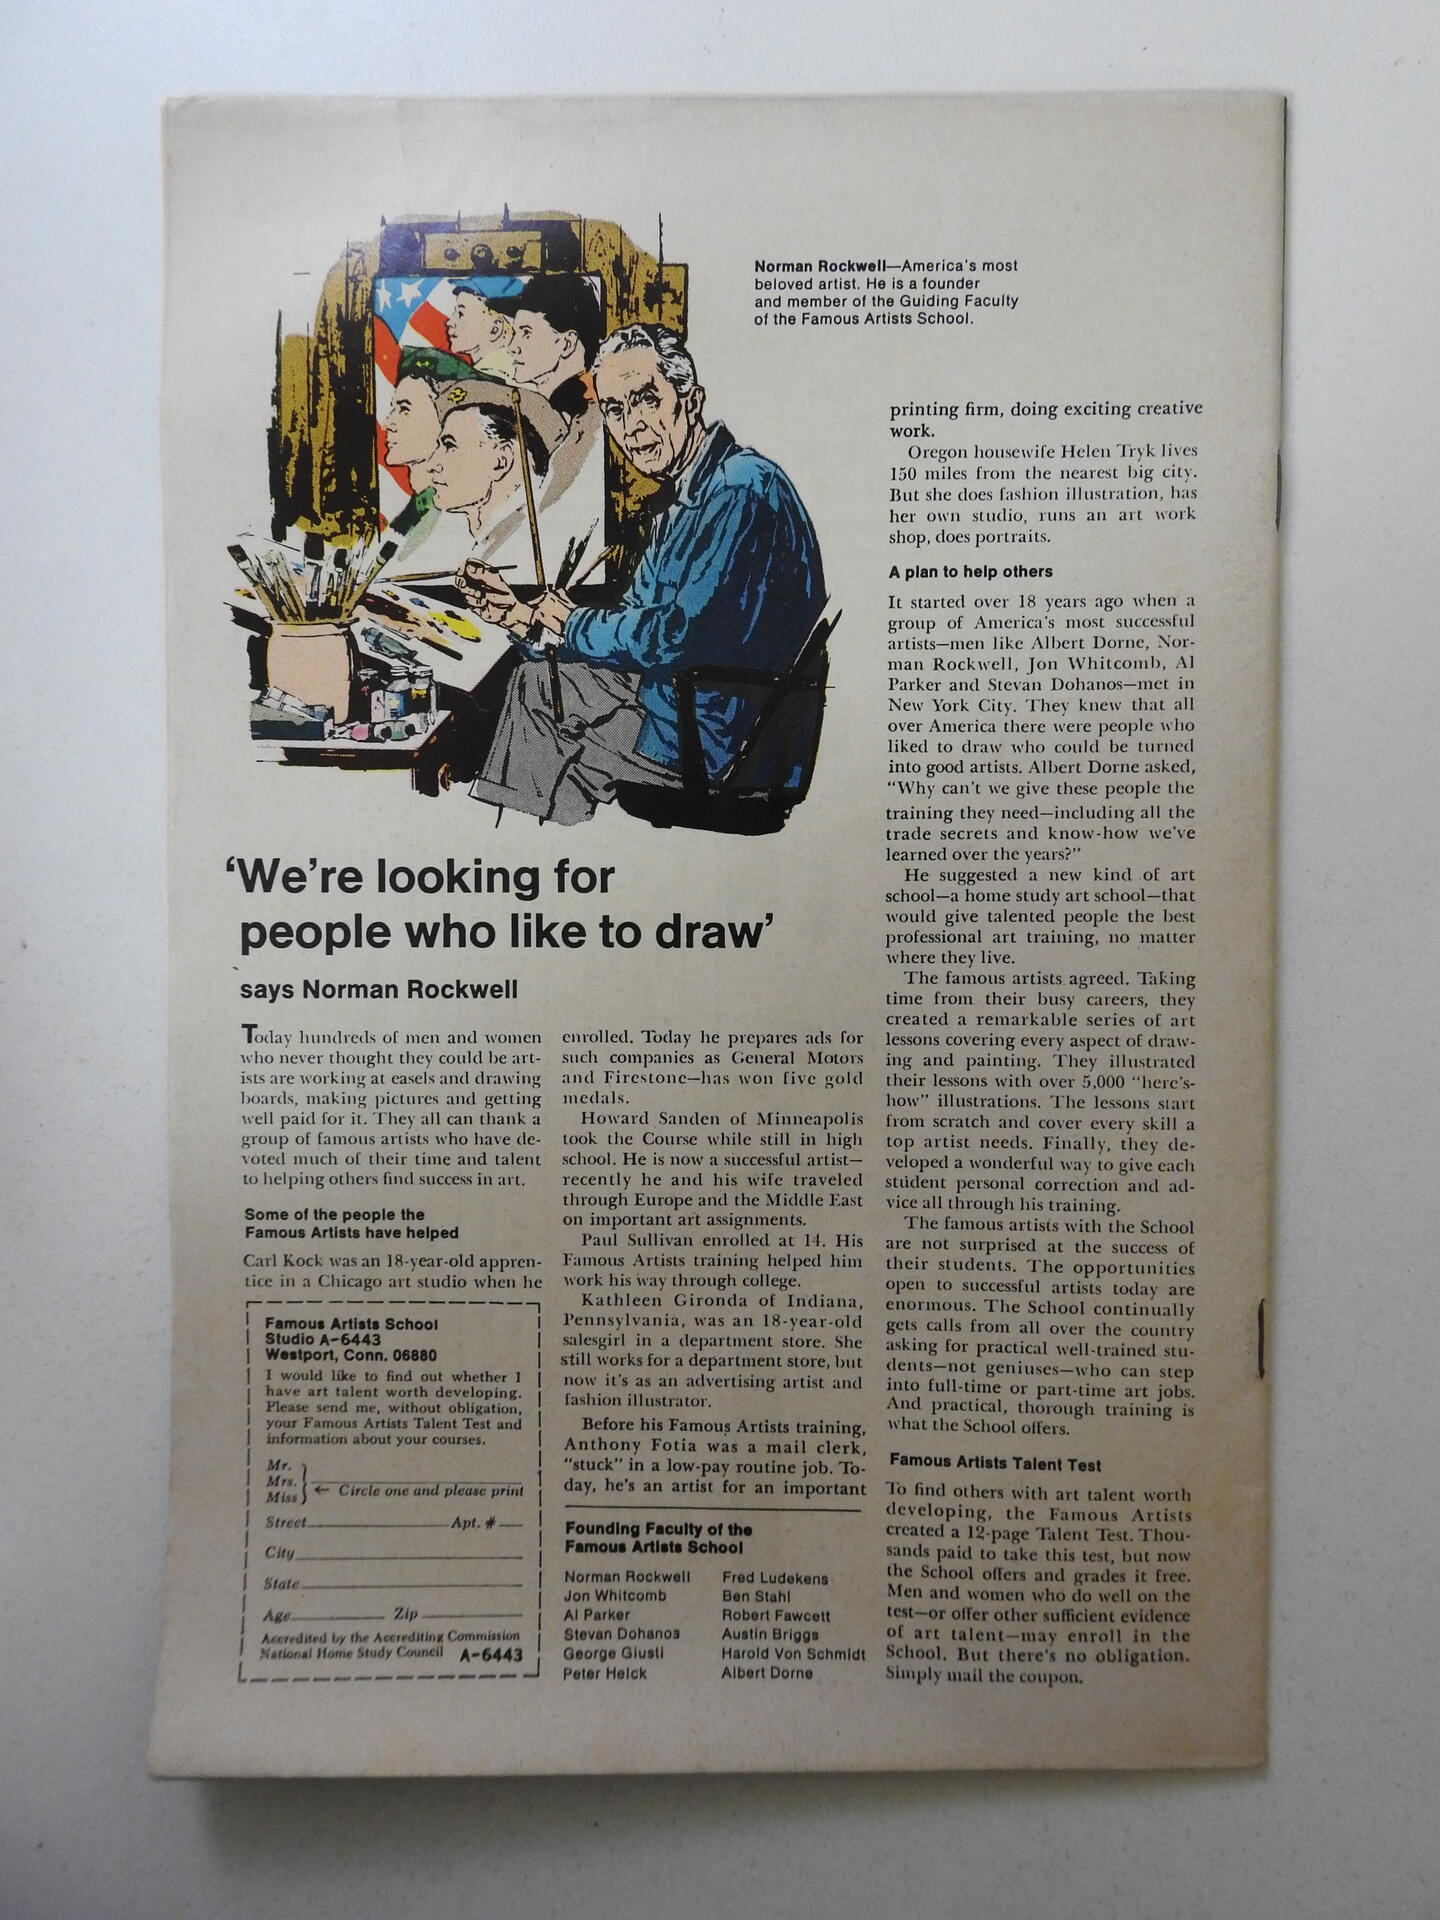 Norman Rockwell—America's most
beloved artist. He is a founder
and member of the Guiding Faculty
of the Famous Artists School.
‘We’re looking for
people who like to draw’
says Norman Rockwell
Today hundreds of men and women
who never thought they could be art-
ists are working at easels and drawing
boards, making pictures and getting
well paid for it. They all can thank a
group of famous artists who have de-
voted much of their time and talent
to helping others find success in art.
Some of the people the
Famous Artists have helped
Carl Kock was an 18-year-old appren-
tice in a Chicago art studio when he
enrolled. Today he prepares ads for
such companies as General Motors
and Firestone—has won five gold
medals.
Howard Sanden of Minneapolis
took the Course while still in high
school. He is now a successful artist—
recently he and his wife traveled
through Europe and the Middle East
on important art assignments.
Paul Sullivan enrolled at 14. His
Famous Artists training helped him
work his way through college.
Kathleen Gironda of Indiana,
Pennsylvania, was an 18-year-old
salesgirl in a department store. She
still works for a department store, but
now it's as an advertising artist and
fashion illustrator.
Before his Famous Artists training,
Anthony Fotia was a mail clerk,
“stuck” in a low-pay routine job. To-
day, he's an artist for an important
printing firm, doing exciting creative
work.
Oregon housewife Helen Tryk lives
150 miles from the nearest big city.
But she does fashion illustration, has
her own studio, runs an art work
shop, does portraits.
A plan to help others
It started over 18 years ago when a
group of America's most successful
artists—men like Albert Dorne, Nor-
man Rockwell, Jon Whitcomb, Al
Parker and Stevan Dohanos—met in
New York City. They knew that all
over America there were people who
liked to draw who could be turned
into good artists. Albert Dorne asked,
“Why can't we give these people the
training they need—including all the
trade secrets and know-how we've
learned over the years?”
He suggested a new kind of art
school—a home study art school—that
would give talented people the best
professional art training, no matter
where they live.
The famous artists agreed. Taking
time from their busy careers, they
created a remarkable series of art
lessons covering every aspect of draw-
ing and painting. They illustrated
their lessons with over 5,000 “here's-
how” illustrations. The lessons start
from scratch and cover every skill a
top artist needs. Finally, they de-
veloped a wonderful way to give each
student personal correction and ad-
vice all through his training.
The famous artists with the School
are not surprised at the success of
their students. The opportunities
open to successful artists today are
enormous. The School continually
gets calls from all over the country
asking for practical well-trained stu-
dents—not geniuses—who can step
into full-time or part-time art jobs.
And practical, thorough training is
what the School offers.
Famous Artists Talent Test
To find others with art talent worth
developing, the Famous Artists
created a 12-page Talent Test. Thou-
sands paid to take this test, but now
the School offers and grades it free.
Men and women who do well on the
test—or offer other sufficient evidence
of art talent—may enroll in the
School. But there's no obligation.
Simply mail the coupon.
Famous Artists School
Studio A-6443
Westport, Conn. 06880
I would like to find out whether I
have art talent worth developing.
Please send me, without obligation,
your Famous Artists Talent Test and
information about your courses.
Mr.
Mrs.
Miss
← Circle one and please print
Street Apt. #
City
State
Age Zip
Accredited by the Accrediting Commission
National Home Study Council A-6443
Founding Faculty of the
Famous Artists School
Norman Rockwell
Jon Whitcomb
Al Parker
Stevan Dohanos
George Giusti
Peter Helck
Fred Ludekens
Ben Stahl
Robert Fawcett
Austin Briggs
Harold Von Schmidt
Albert Dorne